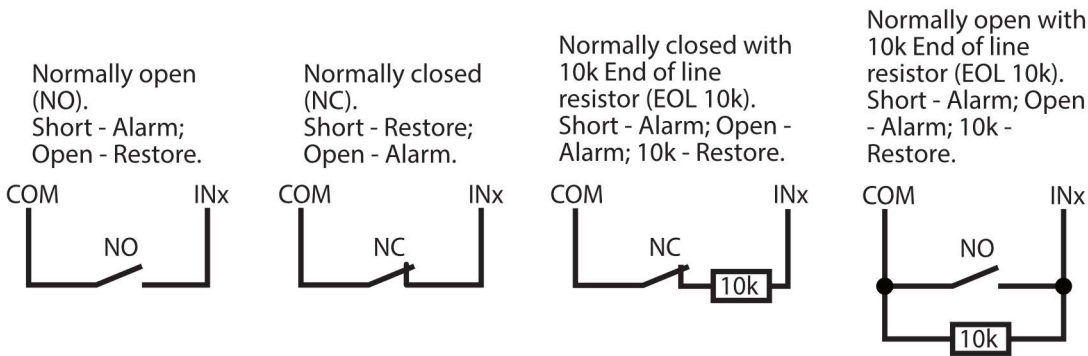 Normally open
(NO).
Short - Alarm;
Open - Restore.
COM
INx
NO
Normally closed
(NC).
Short - Restore;
Open - Alarm.
COM
INx
NC
Normally closed with
10k End of line
resistor (EOL 10k).
Short - Alarm; Open -
Alarm; 10k - Restore.
COM
INx
NC
10k
Normally open with
10k End of line
resistor (EOL 10k).
Short - Alarm; Open
- Alarm; 10k -
Restore.
COM
INx
NO
10k